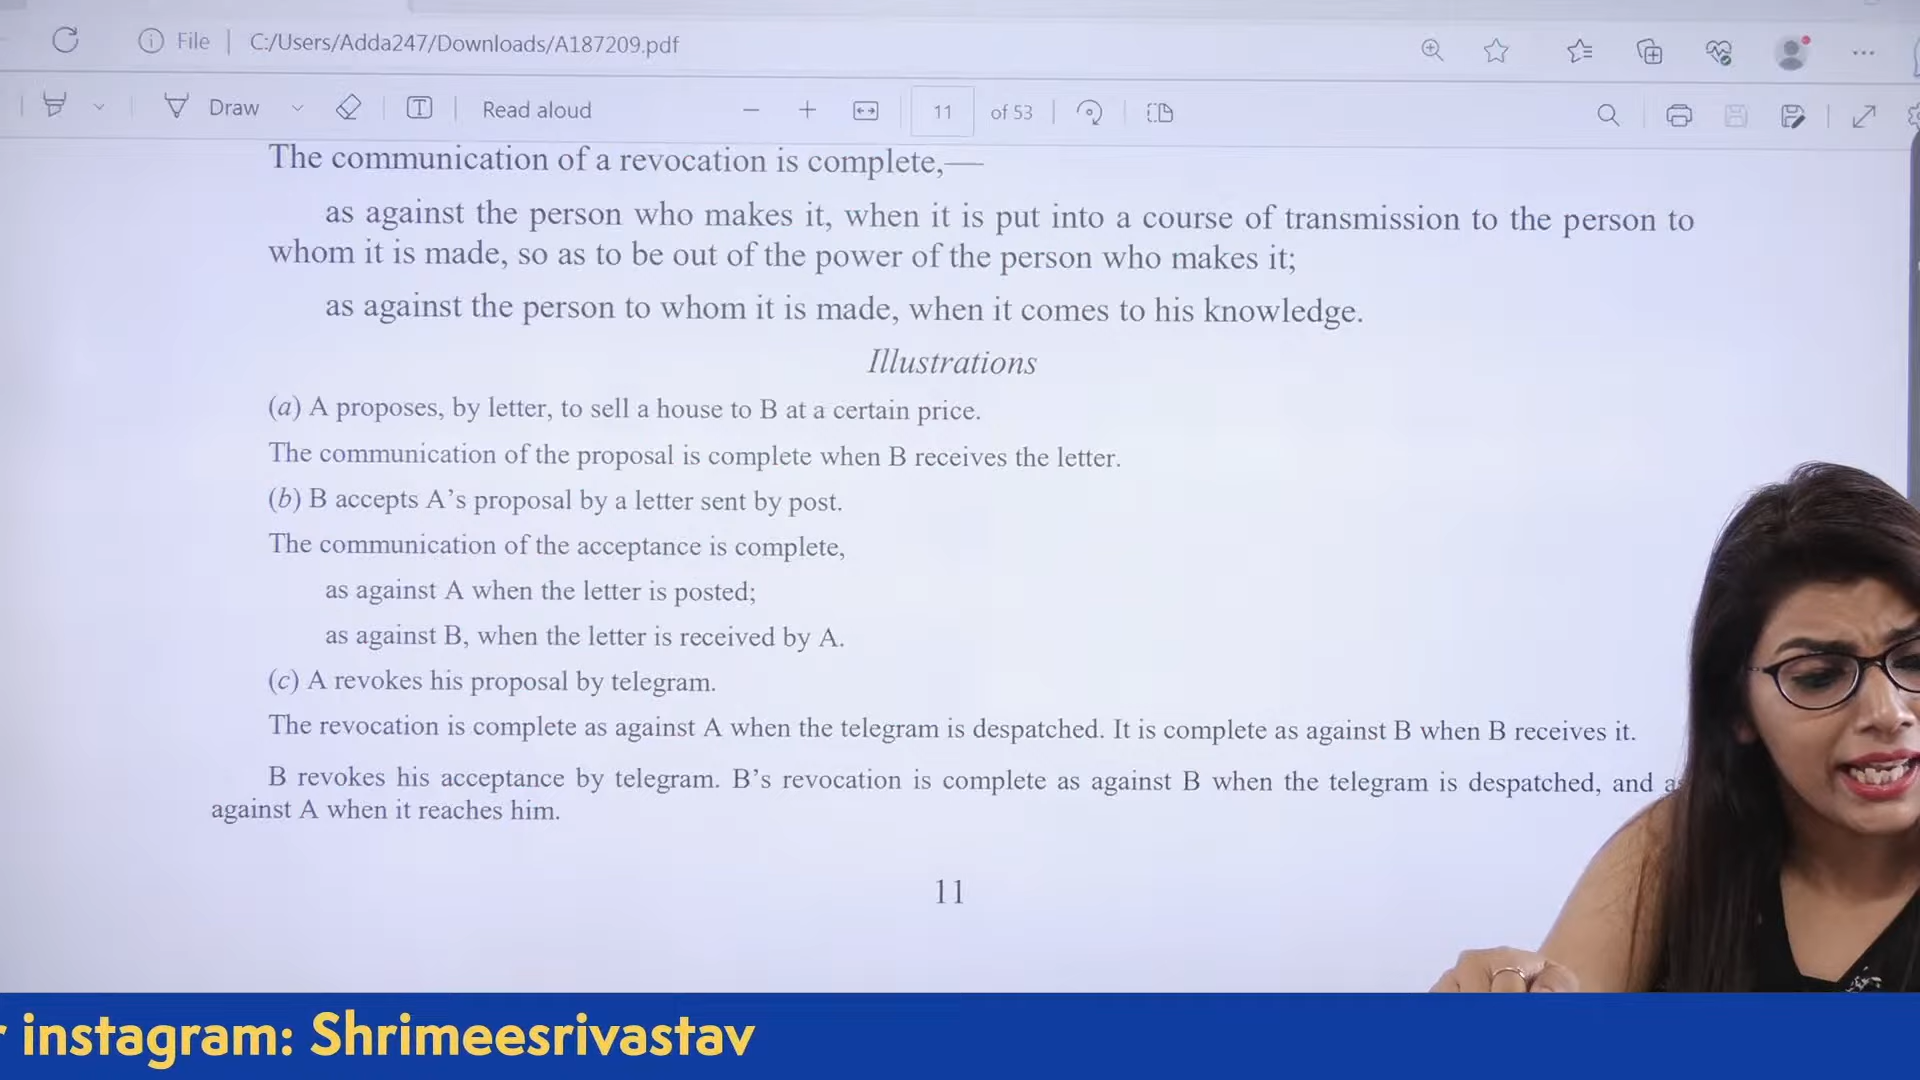 File
C:/Users/Adda247/Downloads/A187209.pdf
Draw
Read aloud
11
of 53
The communication of a revocation is complete,—
as against the person who makes it, when it is put into a course of transmission to the person to
whom it is made, so as to be out of the power of the person who makes it;
as against the person to whom it is made, when it comes to his knowledge.
Illustrations
(a) A proposes, by letter, to sell a house to B at a certain price.
The communication of the proposal is complete when B receives the letter.
(b) B accepts A’s proposal by a letter sent by post.
The communication of the acceptance is complete,
as against A when the letter is posted;
as against B, when the letter is received by A.
(c) A revokes his proposal by telegram.
The revocation is complete as against A when the telegram is despatched. It is complete as against B when B receives it.
B revokes his acceptance by telegram. B’s revocation is complete as against B when the telegram is despatched, and
against A when it reaches him.
11
instagram: Shrimeesrivastav